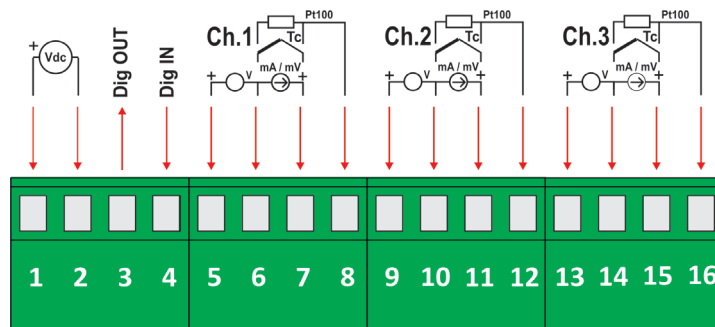 Pt100 Pt100 Pt100
Ch.1 Tc Ch.2 Tc Ch.3 Tc
+ Vdc Dig OUT Dig IN mA / mV mA / mV mA / mV
+ V + + V + + V +
1 2 3 4 5 6 7 8 9 10 11 12 13 14 15 16